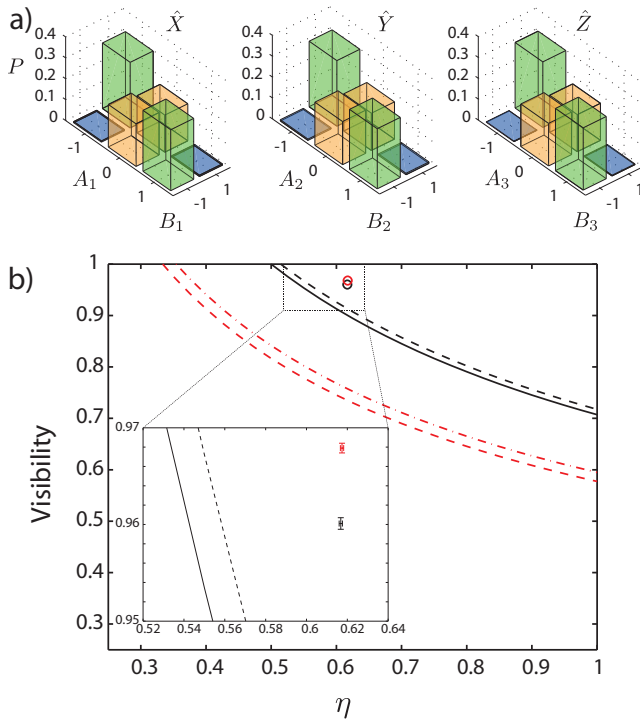 a)
X̂ Ŷ Ẑ
P
0.4 0.4 0.4
0.3 0.3 0.3
0.2 0.2 0.2
0.1 0.1 0.1
0 0 0
-1 0 1 -1 0 1 -1 0 1
-1 1 -1 1 -1 1
A1 A2 A3
B1 B2 B3
b)
Visibility
1
0.9
0.8
0.7
0.6
0.5
0.4
0.3
0.97
0.96
0.95
0.52 0.54 0.56 0.58 0.6 0.62 0.64
0.3 0.4 0.5 0.6 0.7 0.8 0.9 1
η